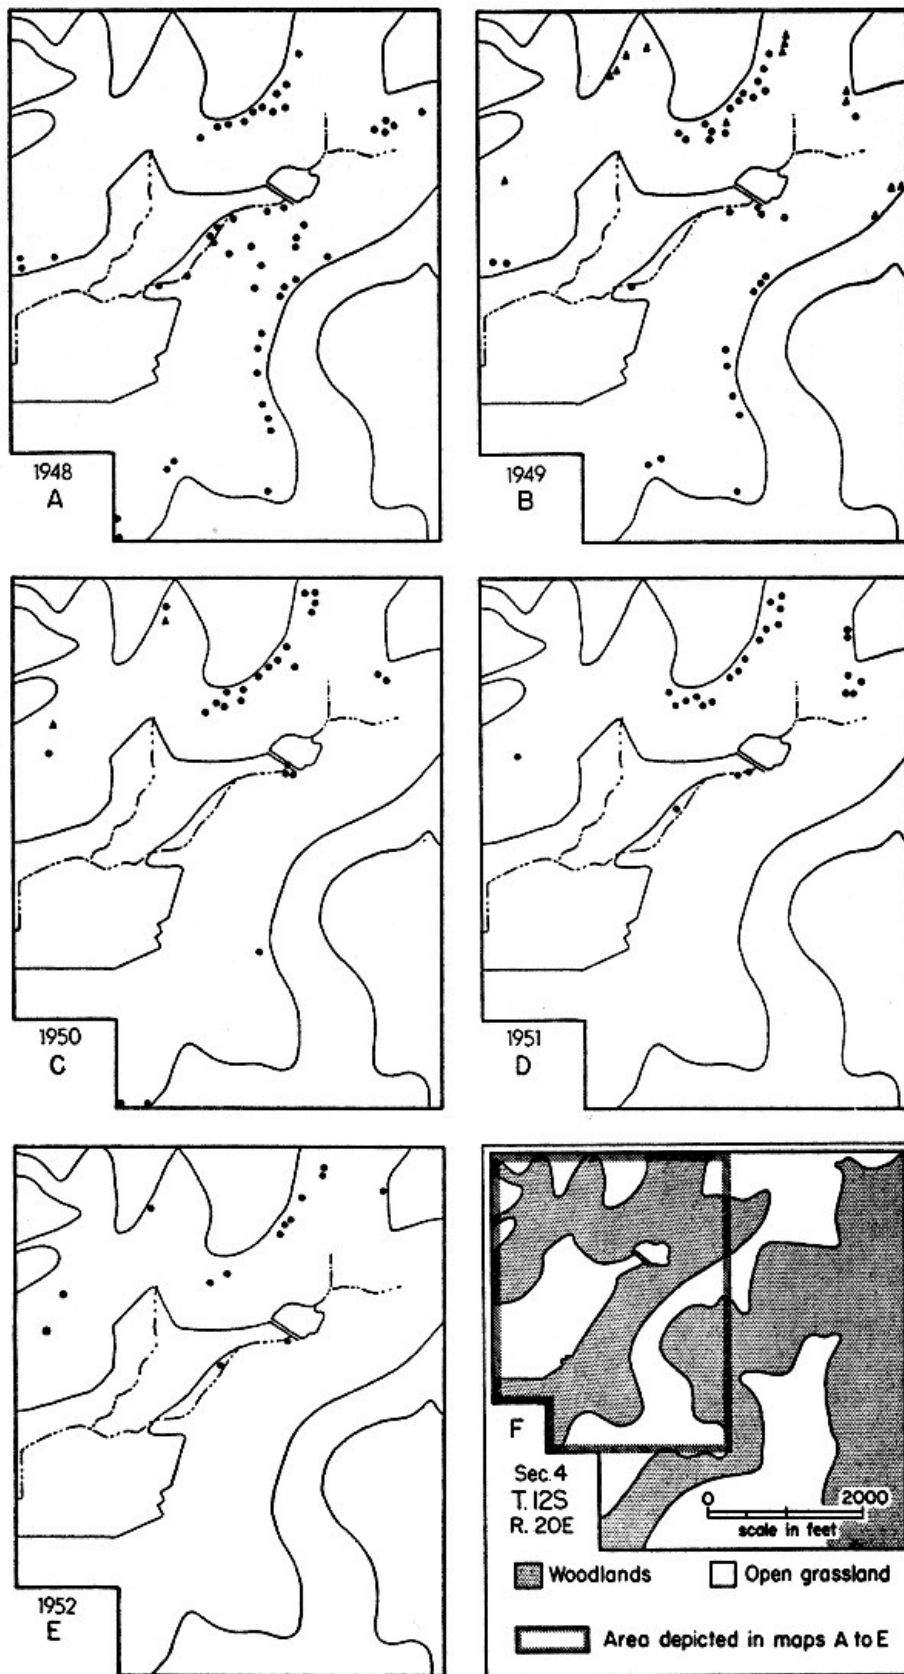 1948
A
1949
B
1950
C
1951
D
1952
E
F
Sec. 4
T. 12S
R. 20E
0 2000
scale in feet
Woodlands Open grassland
Area depicted in maps A to E